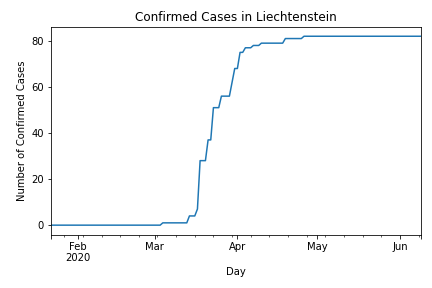 Confirmed Cases in Liechtenstein
Number of Confirmed Cases
80
60
40
20
0
Feb Mar Apr May Jun
2020
Day